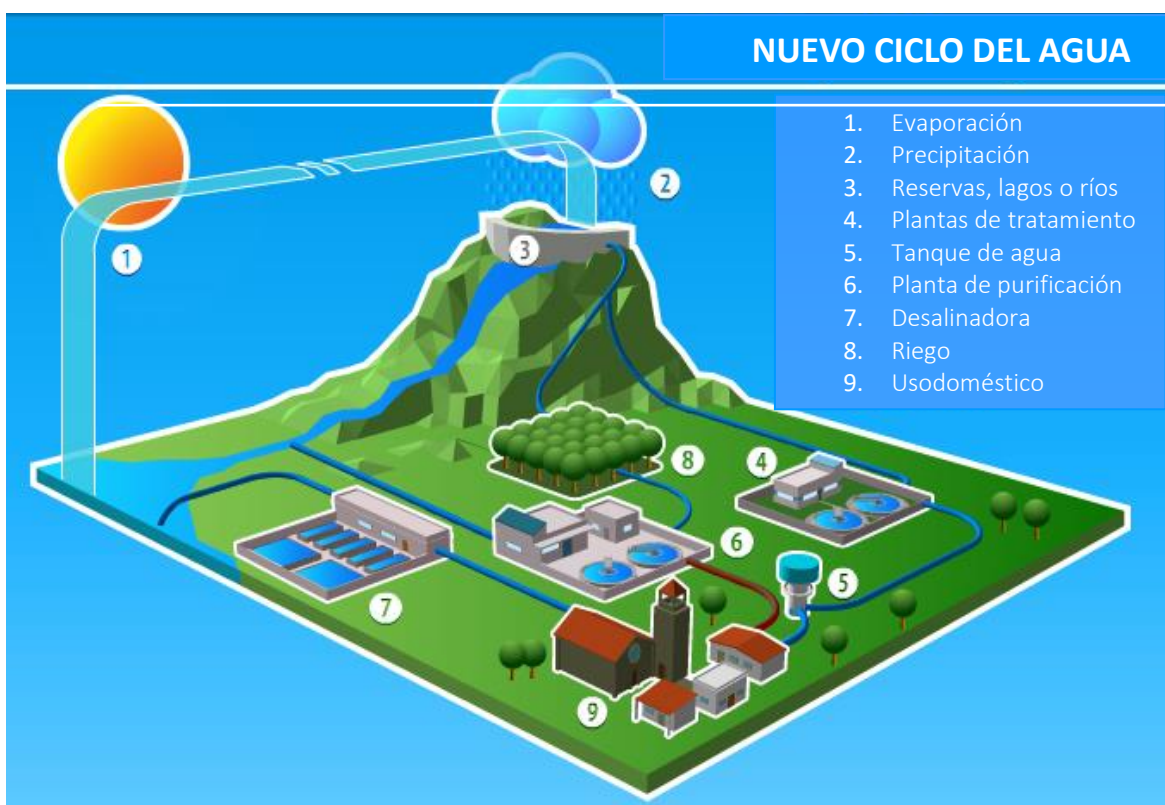 NUEVO CICLO DEL AGUA
1. Evaporación
2. Precipitación
3. Reservas, lagos o ríos
4. Plantas de tratamiento
5. Tanque de agua
6. Planta de purificación
7. Desalinadora
8. Riego
9. Usodoméstico
2
1
3
8
4
6
5
7
9